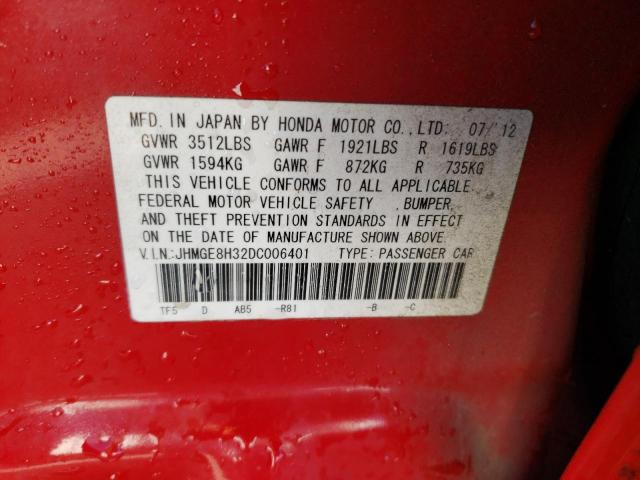 MFD. IN JAPAN BY HONDA MOTOR CO., LTD: 07/'12
GVWR 3512LBS GAWR F 1921LBS R 1619LBS
GVWR 1594KG GAWR F 872KG R 735KG
THIS VEHICLE CONFORMS TO ALL APPLICABLE
FEDERAL MOTOR VEHICLE SAFETY , BUMPER,
AND THEFT PREVENTION STANDARDS IN EFFECT
ON THE DATE OF MANUFACTURE SHOWN ABOVE.
V.I.N.:JHMGE8H32DC006401 TYPE: PASSENGER CAR
TF5 D AB5 -R81 -B -C